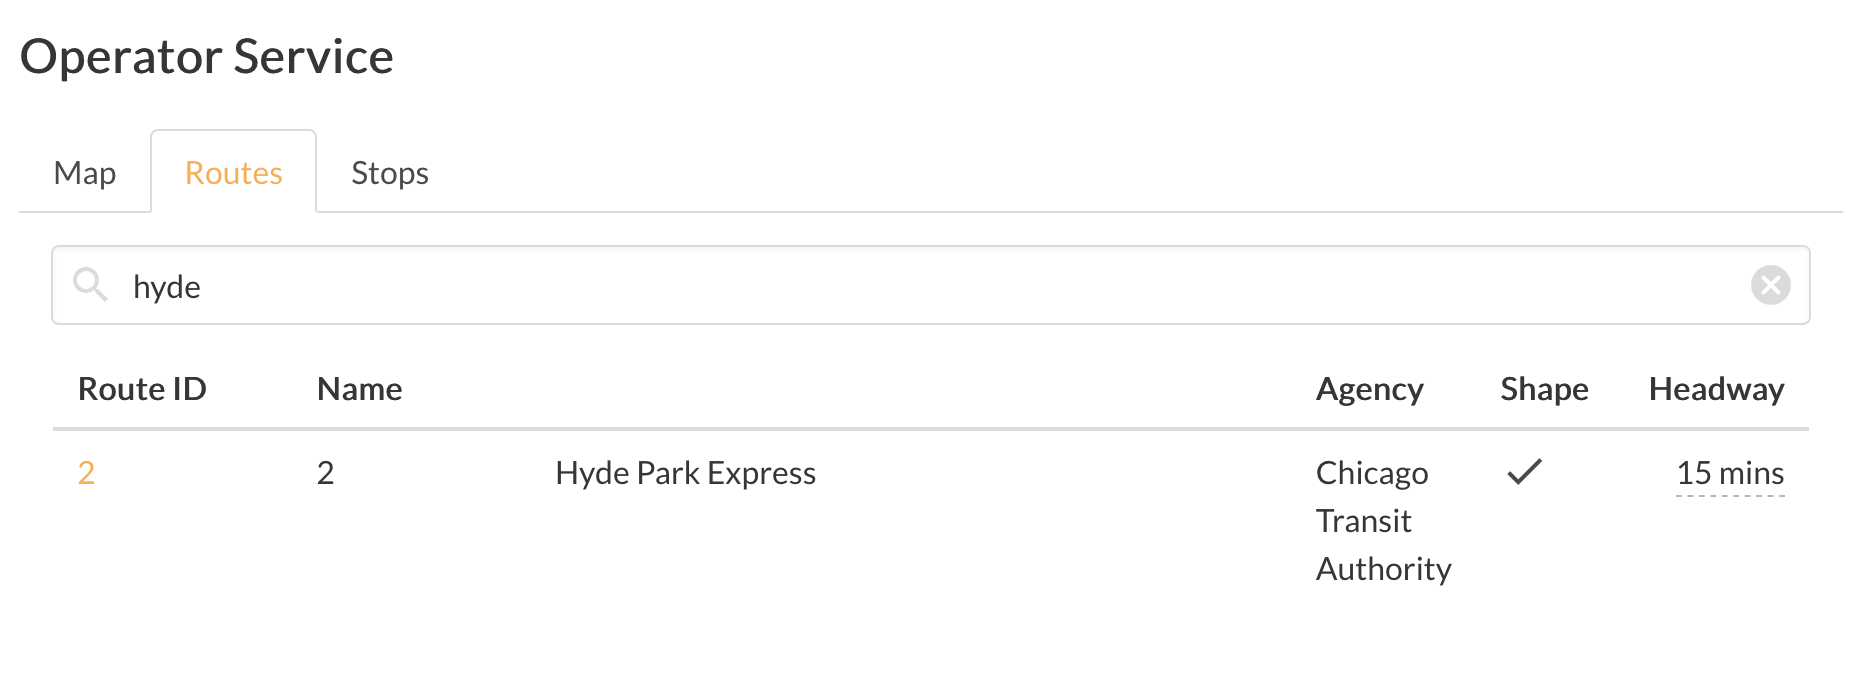 Operator Service
Map Routes Stops
hyde
Route ID Name Agency Shape Headway
2 2 Hyde Park Express Chicago 15 mins
Transit
Authority